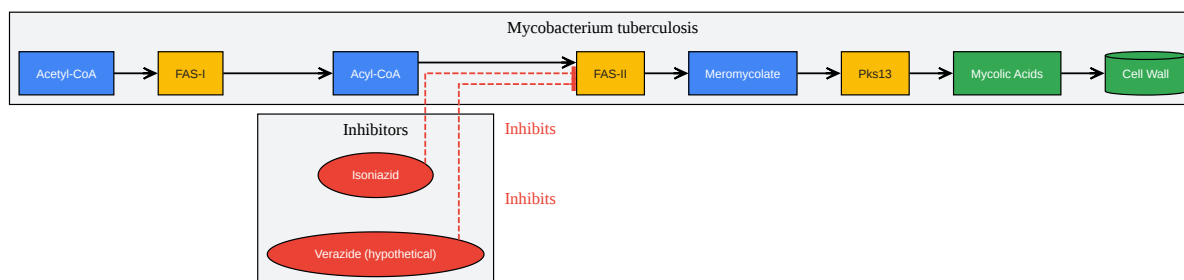 Mycobacterium tuberculosis
Acetyl-CoA
FAS-I
Acyl-CoA
FAS-II
Meromycolate
Pks13
Mycolic Acids
Cell Wall
Inhibitors
Inhibits
Isoniazid
Inhibits
Verazide (hypothetical)